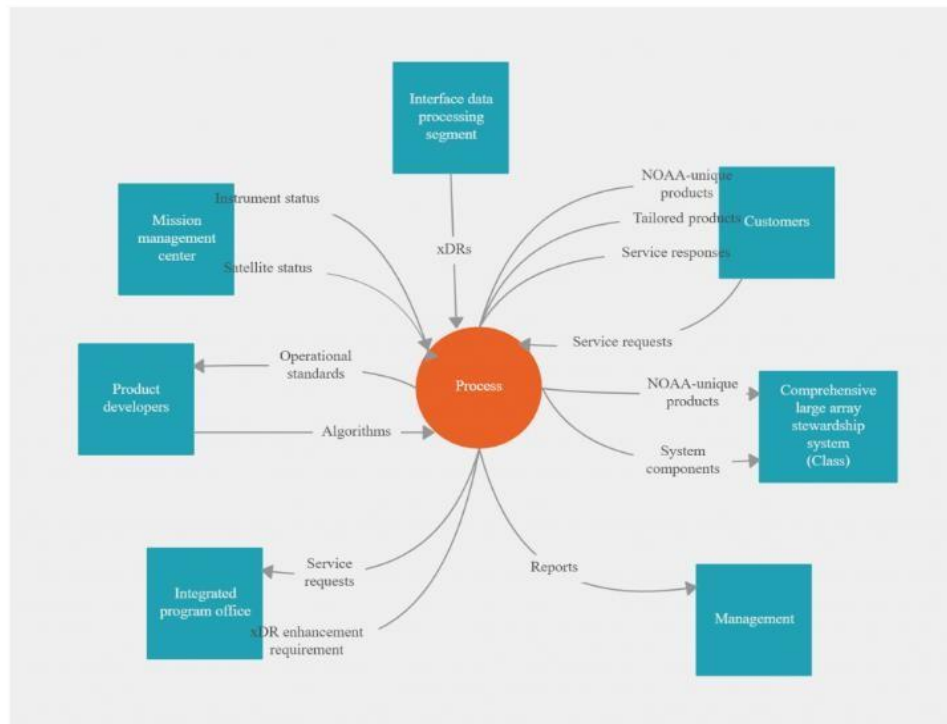 Interface data
processing
segment
NOAA-unique
products
Instrument status
Mission
management
center
Tailored products
Customers
xDRs
Service responses
Satellite status
Service requests
Operational
standards
Product
developers
Process
NOAA-unique
products
Comprehensive
large array
stewardship
system
(Class)
Algorithms
System
components
Service
requests
Reports
Integrated
program office
xDR enhancement
requirement
Management